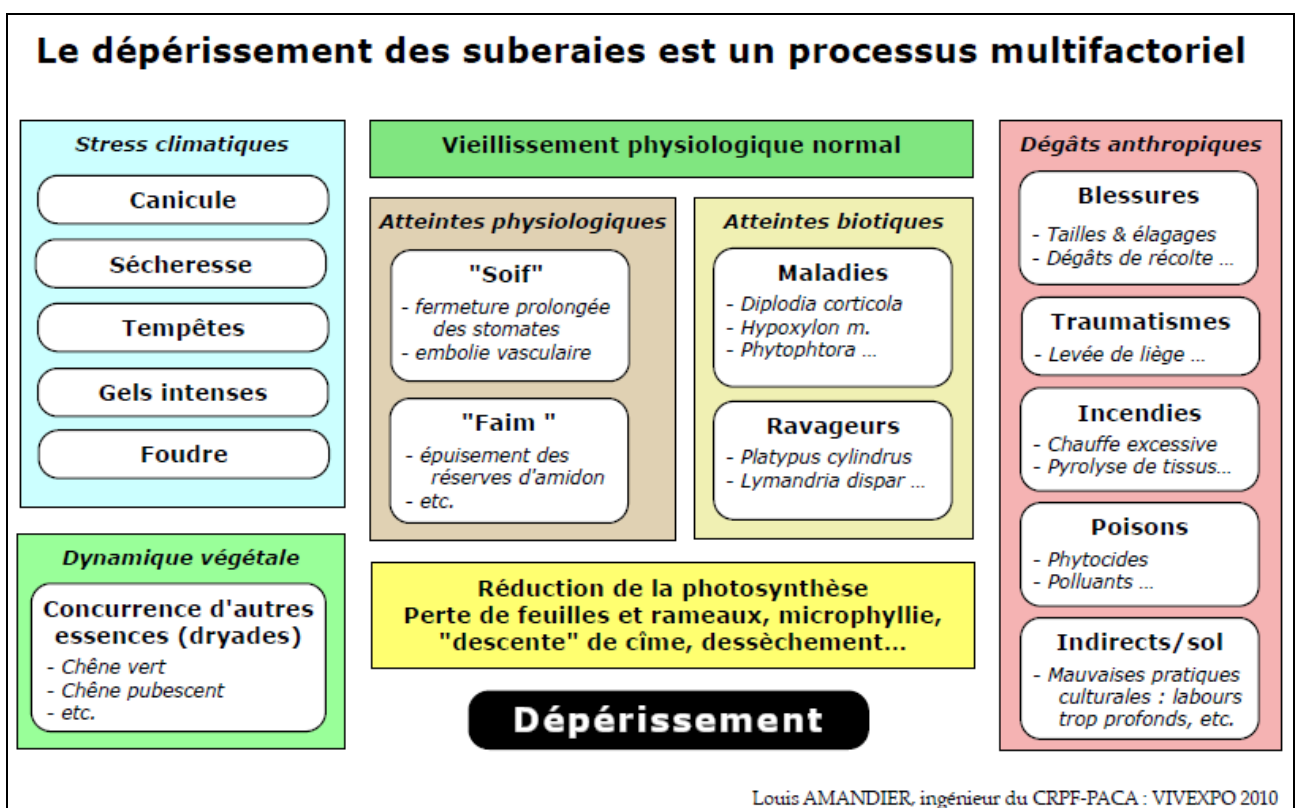 Le dépérissement des suberaies est un processus multifactoriel
Stress climatiques
Canicule
Sécheresse
Tempêtes
Gels intenses
Foudre
Dynamique végétale
Concurrence d'autres
essences (dryades)
- Chêne vert
- Chêne pubescent
- etc.
Vieillissement physiologique normal
Atteintes physiologiques
"Soif"
- fermeture prolongée
des stomates
- embolie vasculaire
"Faim "
- épuisement des
réserves d'amidon
- etc.
Atteintes biotiques
Maladies
- Diplodia corticola
- Hypoxylon m.
- Phytophtora ...
Ravageurs
- Platypus cylindrus
- Lymandria dispar ...
Réduction de la photosynthèse
Perte de feuilles et rameaux, microphyllie,
"descente" de cîme, dessèchement...
Dépérissement
Dégâts anthropiques
Blessures
- Tailles & élagages
- Dégâts de récolte ...
Traumatismes
- Levée de liège ...
Incendies
- Chauffe excessive
- Pyrolyse de tissus...
Poisons
- Phytocides
- Polluants ...
Indirects/sol
- Mauvaises pratiques
culturales : labours
trop profonds, etc.
Louis AMANDIER, ingénieur du CRPF-PACA : VIVEXPO 2010